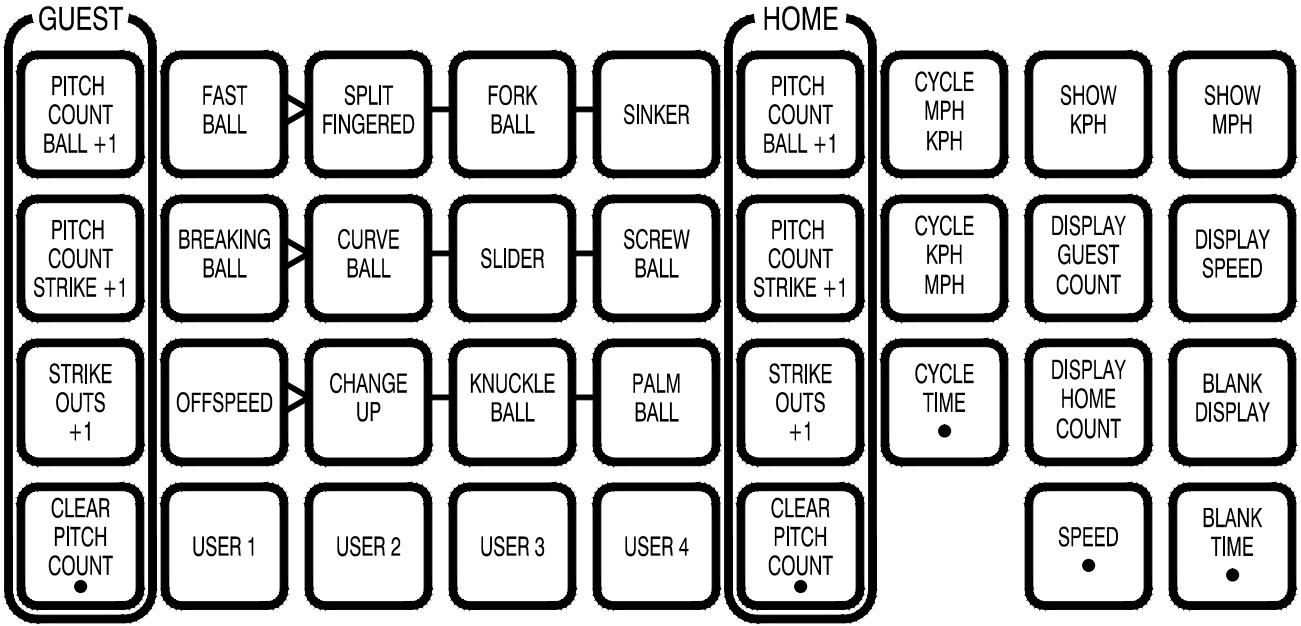 GUEST
HOME
PITCH
COUNT
BALL +1
FAST
BALL
SPLIT
FINGERED
FORK
BALL
SINKER
PITCH
COUNT
BALL +1
CYCLE
MPH
KPH
SHOW
KPH
SHOW
MPH
PITCH
COUNT
STRIKE +1
BREAKING
BALL
CURVE
BALL
SLIDER
SCREW
BALL
PITCH
COUNT
STRIKE +1
CYCLE
KPH
MPH
DISPLAY
GUEST
COUNT
DISPLAY
SPEED
STRIKE
OUTS
+1
OFFSPEED
CHANGE
UP
KNUCKLE
BALL
PALM
BALL
STRIKE
OUTS
+1
CYCLE
TIME
•
DISPLAY
HOME
COUNT
BLANK
DISPLAY
CLEAR
PITCH
COUNT
•
USER 1
USER 2
USER 3
USER 4
CLEAR
PITCH
COUNT
•
SPEED
•
BLANK
TIME
•